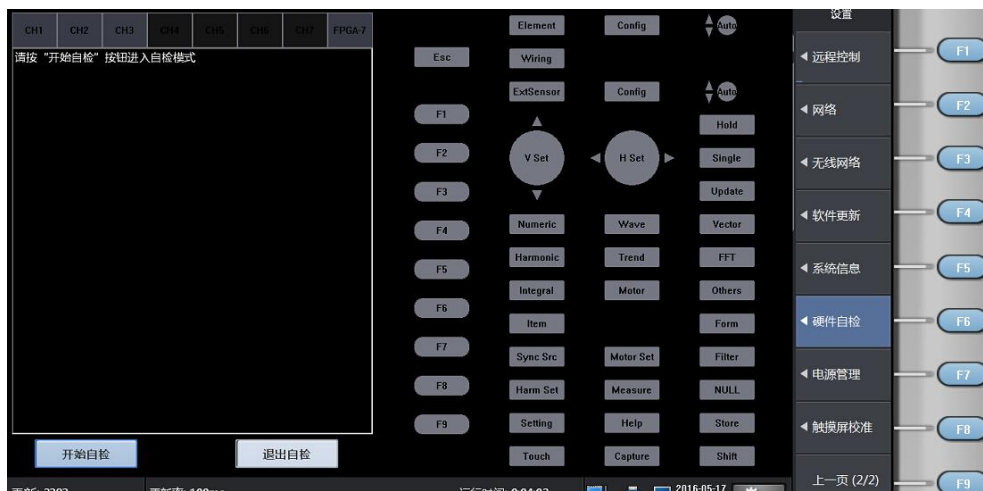 CH1 CH2 CH3 CH4 CH5 CH6 CH7 FPGA-7
请按 “开始自检” 按钮进入自检模式
开始自检 退出自检
Element Config Auto
Esc Wiring
ExtSensor Config Auto
F1 Hold
F2 V Set H Set Single
F3 Update
F4 Numeric Wave Vector
F5 Harmonic Trend FFT
Integral Motor Others
F6 Item Form
F7 Sync Src Motor Set Filter
F8 Harm Set Measure NULL
F9 Setting Help Store
Touch Capture Shift
设置
远程控制 F1
网络 F2
无线网络 F3
软件更新 F4
系统信息 F5
硬件自检 F6
电源管理 F7
触摸屏校准 F8
上一页 (2/2) F9